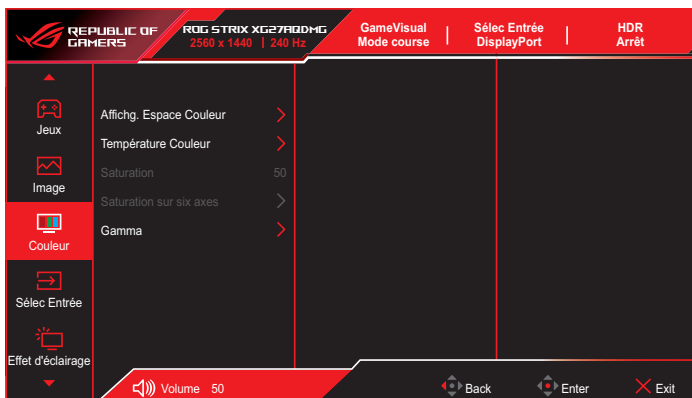 REPUBLIC OF
GAMERS
ROG STRIX XG27AQDMG
2560 x 1440 | 240 Hz
GameVisual
Mode course
Sélec Entrée
DisplayPort
HDR
Arrêt
Jeux
Image
Couleur
Sélec Entrée
Effet d'éclairage
Affichg. Espace Couleur
Température Couleur
Saturation 50
Saturation sur six axes
Gamma
Volume 50
Back
Enter
Exit